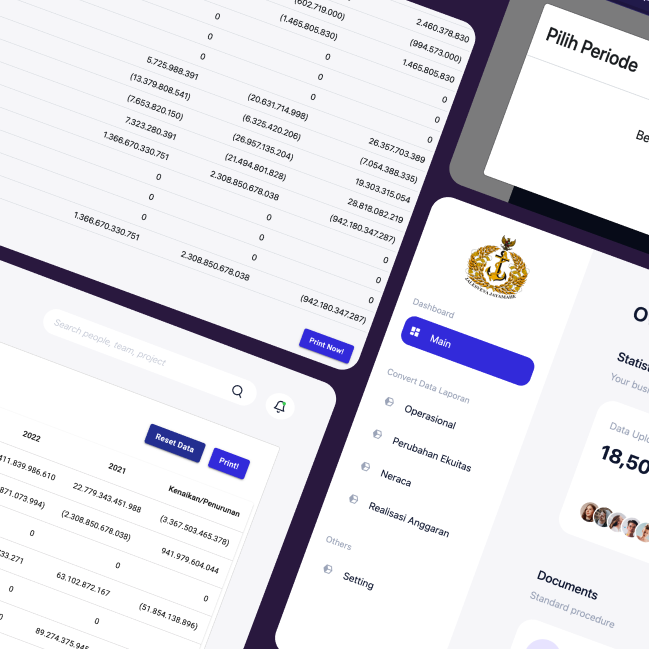 (602.719.000)
2.460.378.830
0
(1.465.805.830)
(994.573.000)
0
0
1.465.805.830
0
0
0
5.725.988.391
0
0
(13.379.808.541)
(20.631.714.998)
0
(7.653.820.150)
(6.325.420.206)
26.357.703.389
7.323.280.391
(26.957.135.204)
(7.054.388.335)
1.366.670.330.751
(21.494.801.828)
19.303.315.054
0
2.308.850.678.038
28.818.082.219
0
0
(942.180.347.287)
0
0
0
1.366.670.330.751
0
0
2.308.850.678.038
0
(942.180.347.287)
Print Now!
Search people, team, project
Reset Data
Print!
2022
2021
Kenaikan/Penurunan
411.839.986.610
22.779.343.451.988
(3.367.503.465.378)
871.073.994)
(2.308.850.678.038)
941.979.604.044
0
0
0
733.271
63.102.872.167
(51.854.138.896)
0
0
89.274.375.945
Pilih Periode
Be
JALESVEVA JAYAMAHE
Dashboard
Main
Convert Data Laporan
Operasional
Perubahan Ekuitas
Neraca
Realisasi Anggaran
Others
Setting
O
Statist
Your busi
Data Uplo
18,50
Documents
Standard procedure